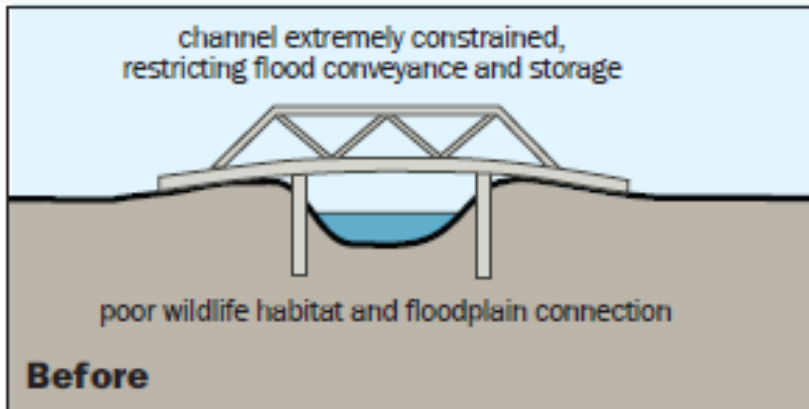 channel extremely constrained,
restricting flood conveyance and storage
poor wildlife habitat and floodplain connection
Before